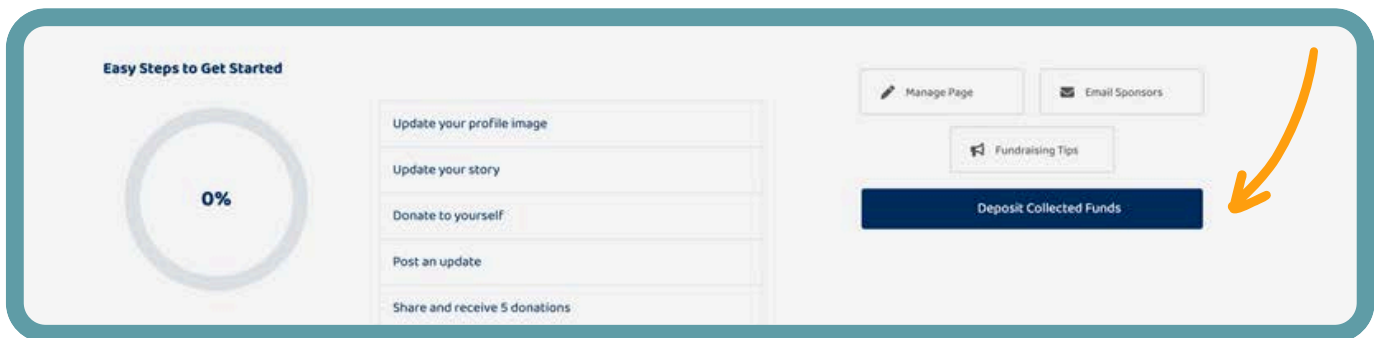 Easy Steps to Get Started
0%
Update your profile image
Update your story
Donate to yourself
Post an update
Share and receive 5 donations
Manage Page
Email Sponsors
Fundraising Tips
Deposit Collected Funds